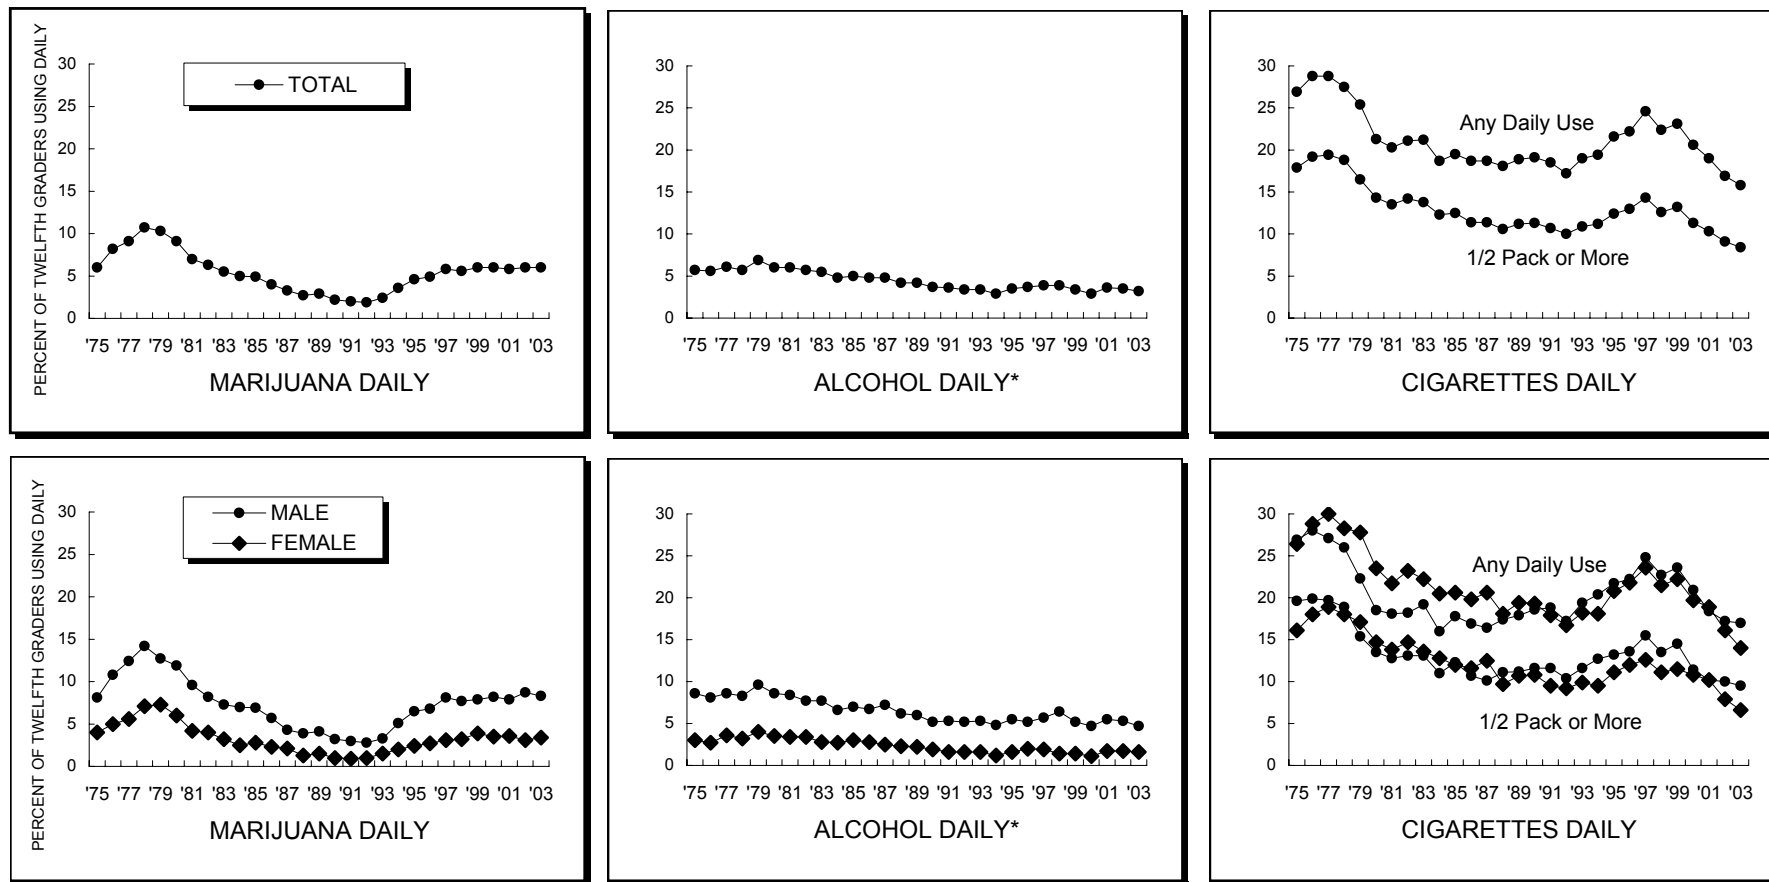 PERCENT OF TWELFTH GRADERS USING DAILY
TOTAL
30
25
20
15
10
5
0
'75 '77 '79 '81 '83 '85 '87 '89 '91 '93 '95 '97 '99 '01 '03
MARIJUANA DAILY
30
25
20
15
10
5
0
'75 '77 '79 '81 '83 '85 '87 '89 '91 '93 '95 '97 '99 '01 '03
ALCOHOL DAILY*
30
25
20
15
10
5
0
Any Daily Use
1/2 Pack or More
'75 '77 '79 '81 '83 '85 '87 '89 '91 '93 '95 '97 '99 '01 '03
CIGARETTES DAILY
PERCENT OF TWELFTH GRADERS USING DAILY
MALE
FEMALE
30
25
20
15
10
5
0
'75 '77 '79 '81 '83 '85 '87 '89 '91 '93 '95 '97 '99 '01 '03
MARIJUANA DAILY
30
25
20
15
10
5
0
'75 '77 '79 '81 '83 '85 '87 '89 '91 '93 '95 '97 '99 '01 '03
ALCOHOL DAILY*
30
25
20
15
10
5
0
Any Daily Use
1/2 Pack or More
'75 '77 '79 '81 '83 '85 '87 '89 '91 '93 '95 '97 '99 '01 '03
CIGARETTES DAILY